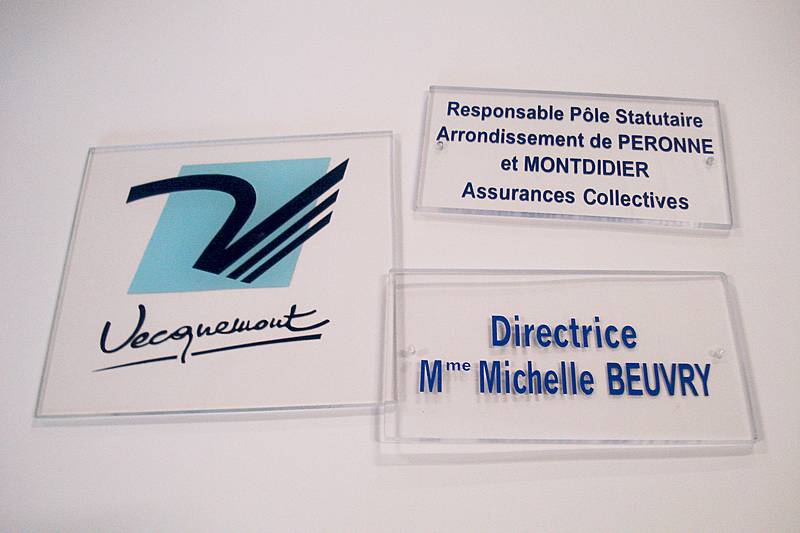 Vecquemont
Responsable Pôle Statutaire
Arrondissement de PERONNE
et MONTDIDIER
Assurances Collectives
Directrice
Mme Michelle BEUVRY